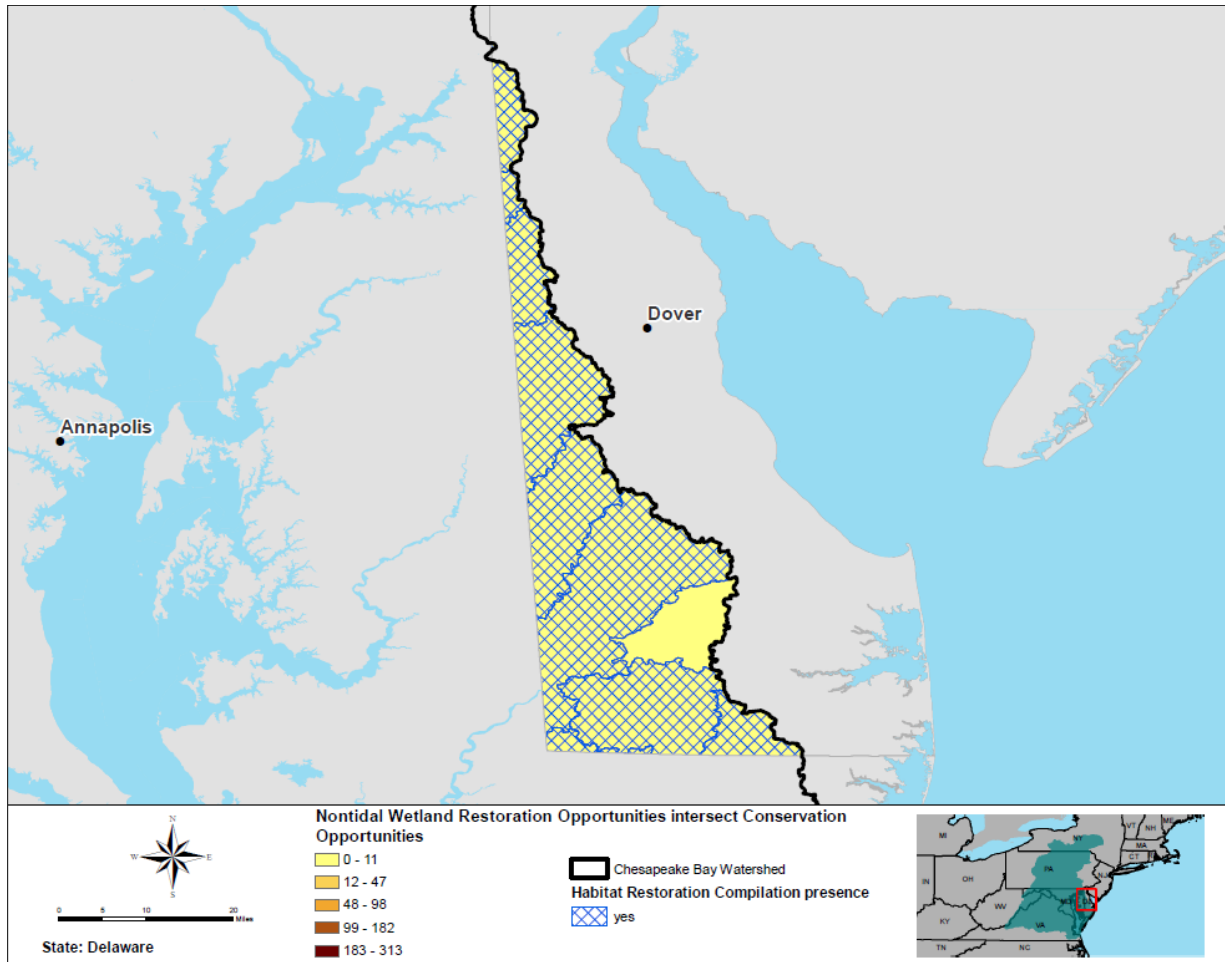 Dover
Annapolis
N
W
E
S
0
5
10
20
Miles
State: Delaware
Nontidal Wetland Restoration Opportunities intersect Conservation
Opportunities
0 - 11
12 - 47
48 - 98
99 - 182
183 - 313
Chesapeake Bay Watershed
Habitat Restoration Compilation presence
yes
MI
NY
VT
NH
ME
MA
CT
PA
NJ
IN
OH
WV
VA
KY
TN
NC